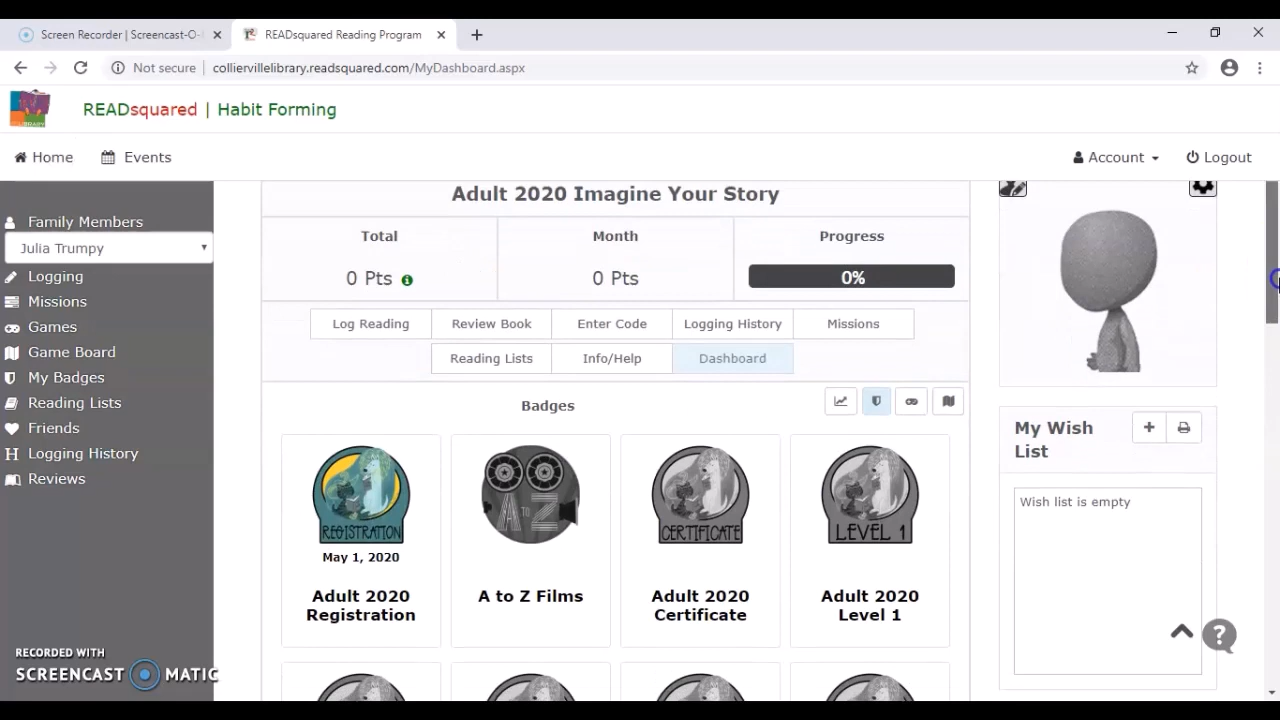 Screen Recorder | Screencast-O-
READsquared Reading Program
Not secure
colliervillelibrary.readsquared.com/MyDashboard.aspx
READsquared | Habit Forming
Home
Events
Account
Logout
Family Members
Julia Trumpy
Logging
Missions
Games
Game Board
My Badges
Reading Lists
Friends
Logging History
Reviews
Adult 2020 Imagine Your Story
Total
Month
Progress
0 Pts
0 Pts
0%
Log Reading
Review Book
Enter Code
Logging History
Missions
Reading Lists
Info/Help
Dashboard
Badges
REGISTRATION
A TO Z
CERTIFICATE
LEVEL 1
May 1, 2020
Adult 2020
Registration
A to Z Films
Adult 2020
Certificate
Adult 2020
Level 1
My Wish
List
Wish list is empty
RECORDED WITH
SCREENCAST MATIC